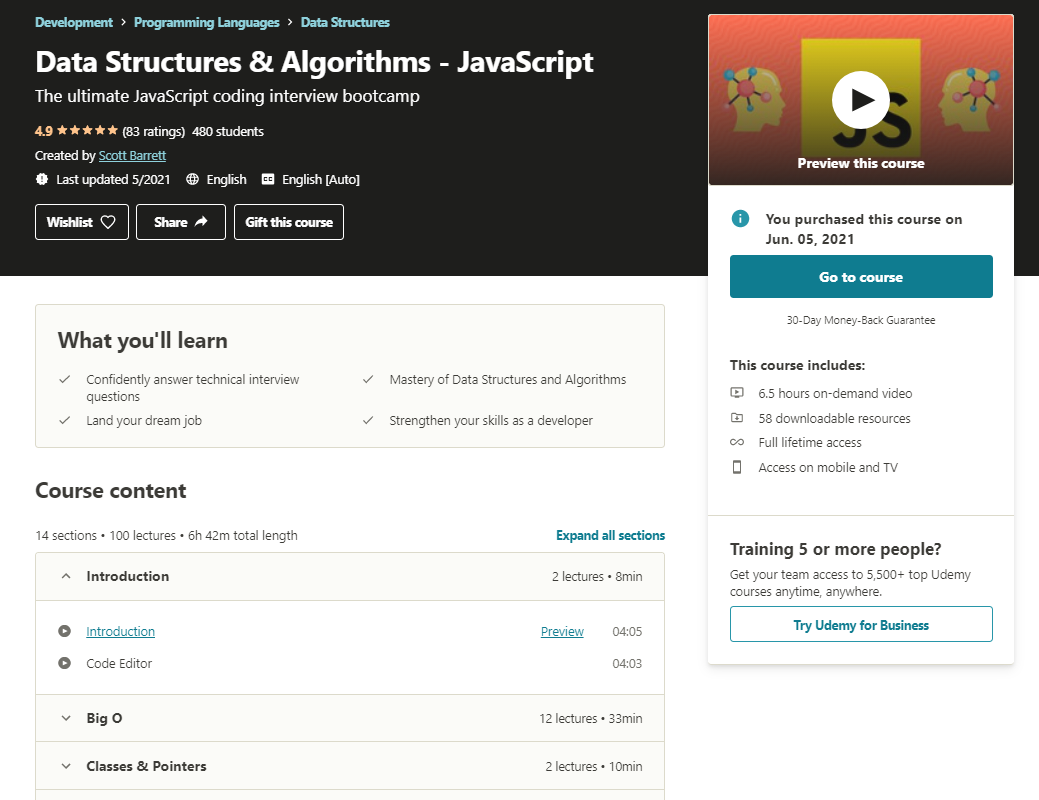 Development > Programming Languages > Data Structures
Data Structures & Algorithms - JavaScript
The ultimate JavaScript coding interview bootcamp
4.9 ★★★★★ (83 ratings) 480 students
Created by Scott Barrett
Last updated 5/2021 English English [Auto]
Wishlist Share Gift this course
JS
Preview this course
You purchased this course on
Jun. 05, 2021
Go to course
30-Day Money-Back Guarantee
This course includes:
6.5 hours on-demand video
58 downloadable resources
Full lifetime access
Access on mobile and TV
Training 5 or more people?
Get your team access to 5,500+ top Udemy
courses anytime, anywhere.
Try Udemy for Business
What you'll learn
Confidently answer technical interview
questions
Mastery of Data Structures and Algorithms
Land your dream job
Strengthen your skills as a developer
Course content
14 sections • 100 lectures • 6h 42m total length
Expand all sections
Introduction 2 lectures • 8min
Introduction Preview 04:05
Code Editor 04:03
Big O 12 lectures • 33min
Classes & Pointers 2 lectures • 10min